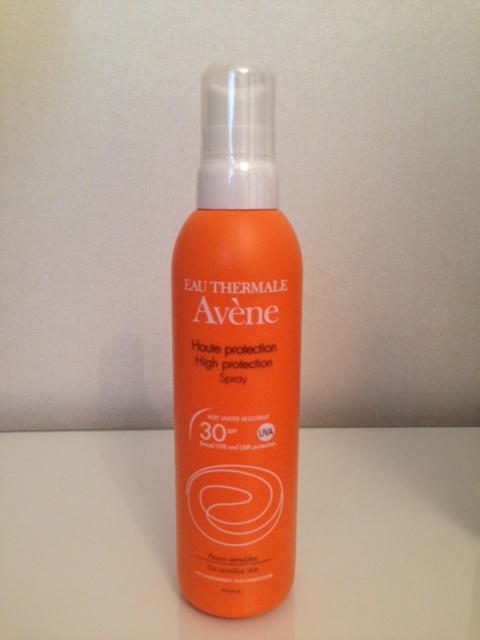 EAU THERMALE
Avène
Haute protection
High protection
Spray
VERY WATER RESISTANT
30 SPF
UVA
Broad UVB and UVA protection
Peaux sensibles
For sensitive skin
PARIS